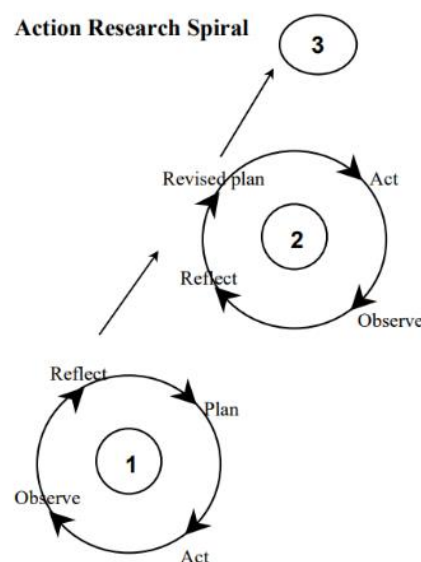 Action Research Spiral
3
Revised plan
Act
2
Reflect
Observe
Reflect
Plan
1
Observe
Act